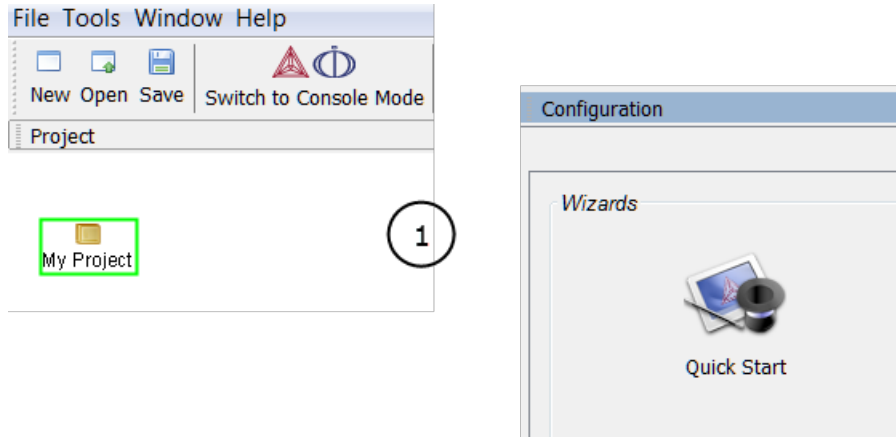 File Tools Window Help
New Open Save Switch to Console Mode
Project
My Project
1
Configuration
Wizards
Quick Start